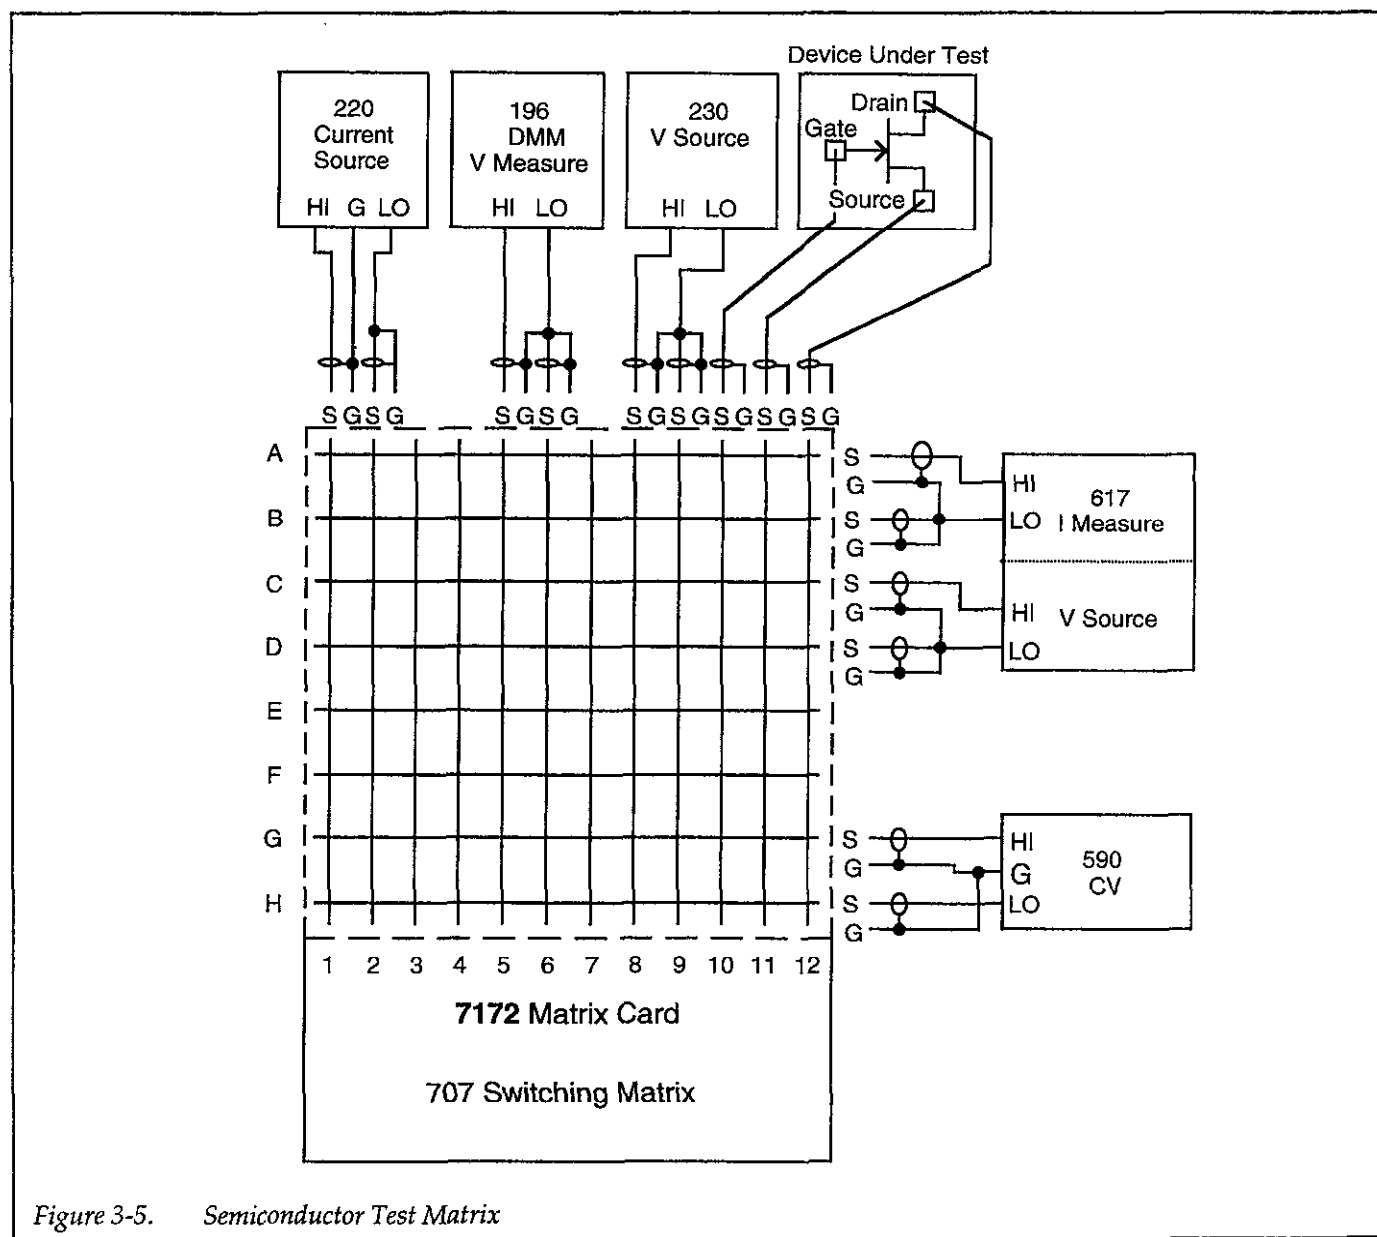 Device Under Test
220
Current
Source
HI G LO
196
DMM
V Measure
HI LO
230
V Source
HI LO
Drain
Gate
Source
S G S G
S G S G
S G S G S G S G S G
A
B
C
D
E
F
G
H
S
G
S
G
S
G
S
G
S
G
S
G
HI
LO
617
I Measure
HI
LO
V Source
HI
G
LO
590
CV
1 2 3 4 5 6 7 8 9 10 11 12
7172 Matrix Card
707 Switching Matrix
Figure 3-5. Semiconductor Test Matrix